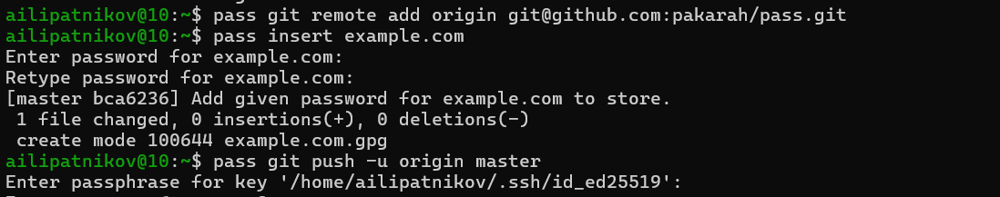 ailipatnikov@10:~$ pass git remote add origin git@github.com:pakarah/pass.git
ailipatnikov@10:~$ pass insert example.com
Enter password for example.com:
Retype password for example.com:
[master bca6236] Add given password for example.com to store.
 1 file changed, 0 insertions(+), 0 deletions(-)
 create mode 100644 example.com.gpg
ailipatnikov@10:~$ pass git push -u origin master
Enter passphrase for key '/home/ailipatnikov/.ssh/id_ed25519':